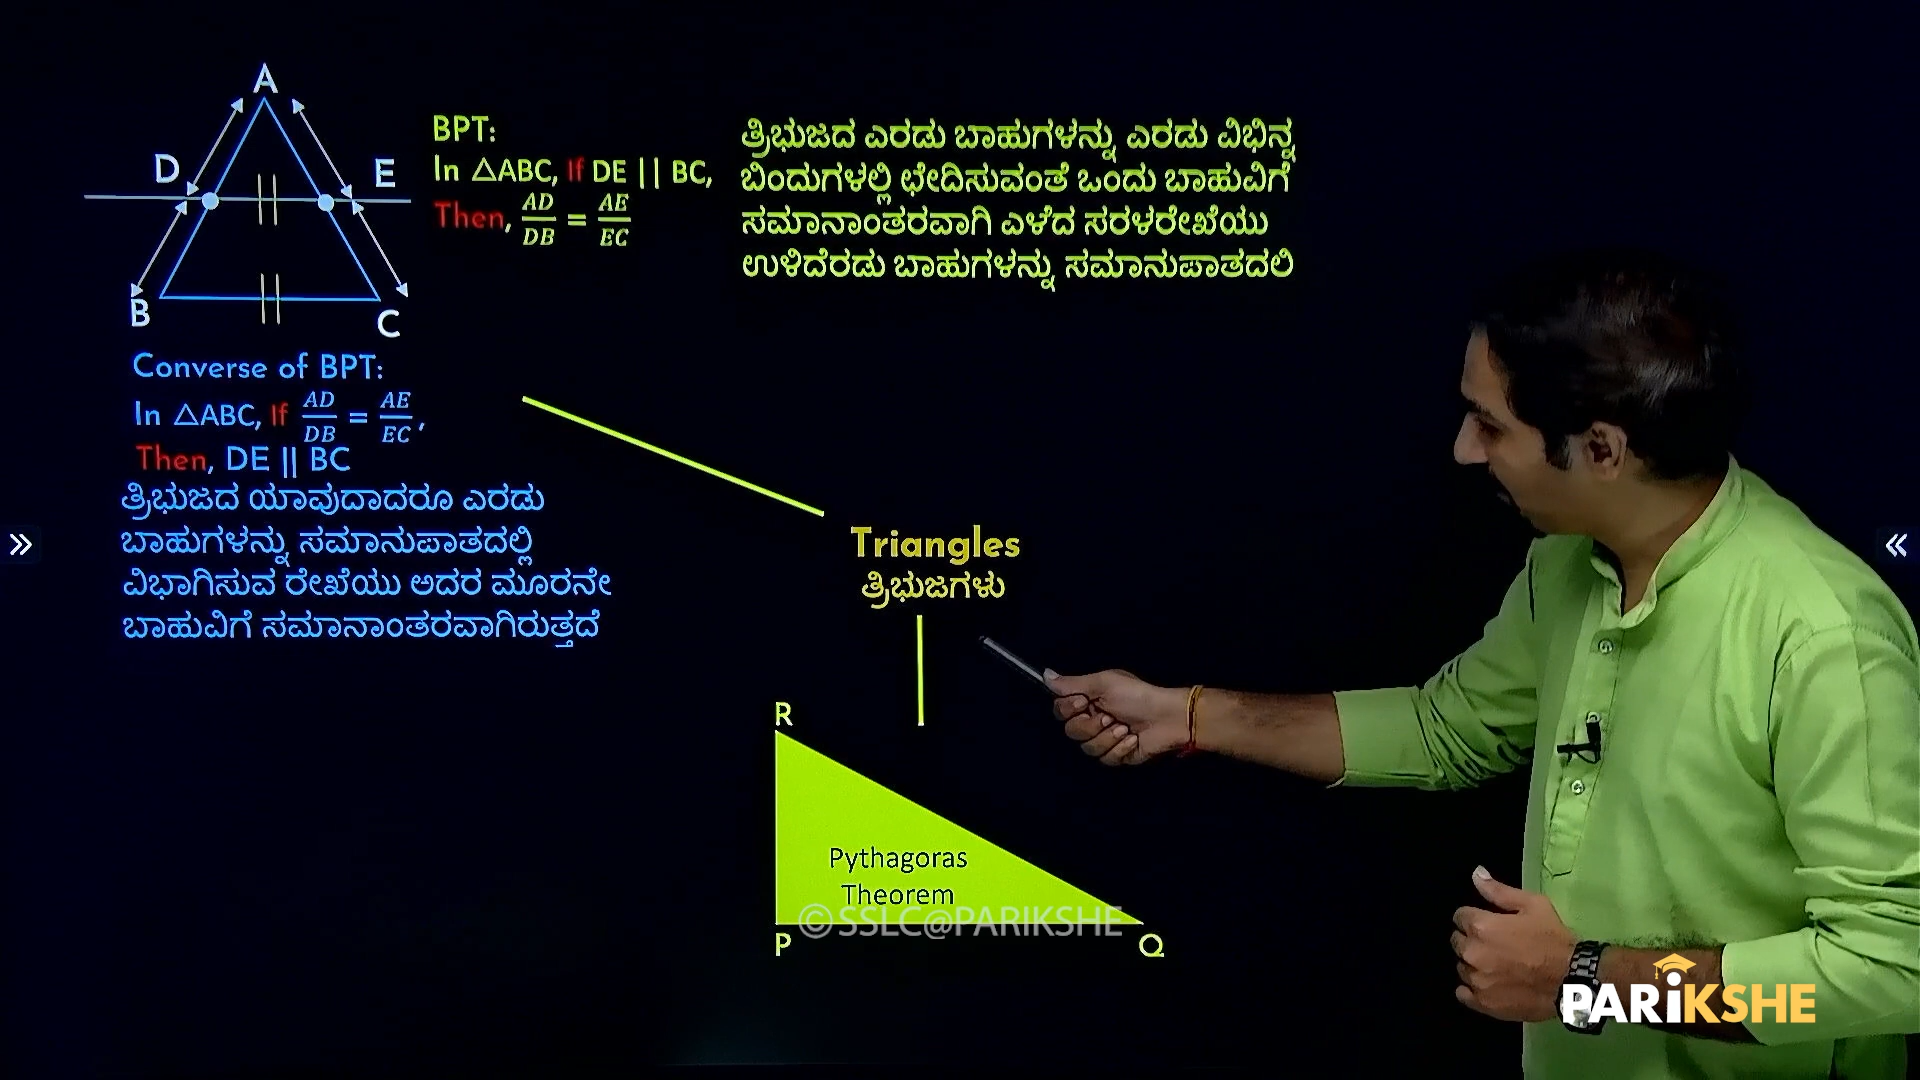 A
D
E
B
C
BPT:
In △ABC, If DE || BC,
Then, AD/DB = AE/EC
ತ್ರಿಭುಜದ ಎರಡು ಬಾಹುಗಳನ್ನು ಎರಡು ವಿಭಿನ್ನ
ಬಿಂದುಗಳಲ್ಲಿ ಛೇದಿಸುವಂತೆ ಒಂದು ಬಾಹುವಿಗೆ
ಸಮಾನಾಂತರವಾಗಿ ಎಳೆದ ಸರಳರೇಖೆಯು
ಉಳಿದೆರಡು ಬಾಹುಗಳನ್ನು ಸಮಾನುಪಾತದಲಿ
Converse of BPT:
In △ABC, If AD/DB = AE/EC,
Then, DE || BC
ತ್ರಿಭುಜದ ಯಾವುದಾದರೂ ಎರಡು
ಬಾಹುಗಳನ್ನು ಸಮಾನುಪಾತದಲ್ಲಿ
ವಿಭಾಗಿಸುವ ರೇಖೆಯು ಅದರ ಮೂರನೇ
ಬಾಹುವಿಗೆ ಸಮಾನಾಂತರವಾಗಿರುತ್ತದೆ
Triangles
ತ್ರಿಭುಜಗಳು
R
Pythagoras
Theorem
©SSLC@PARIKSHE
P
Q
PARiKSHE